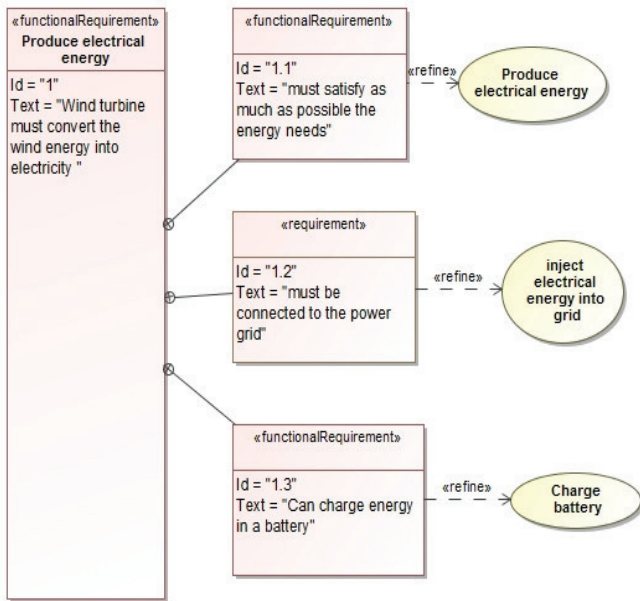 «functionalRequirement»
Produce electrical
energy
Id = "1"
Text = "Wind turbine
must convert the
wind energy into
electricity "
«functionalRequirement»
Id = "1.1"
Text = "must satisfy as
much as possible the
energy needs"
«refine»
Produce
electrical energy
«requirement»
Id = "1.2"
Text = "must be
connected to the power
grid"
«refine»
inject
electrical
energy into
grid
«functionalRequirement»
Id = "1.3"
Text = "Can charge energy
in a battery"
«refine»
Charge
battery